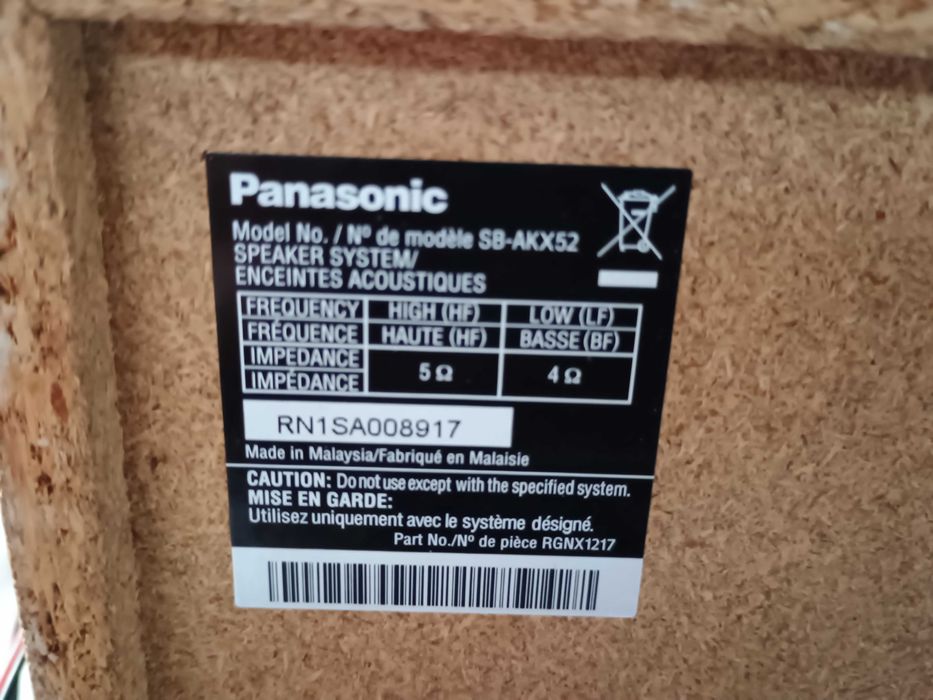 Panasonic
Model No. / Nº de modèle SB-AKX52
SPEAKER SYSTEM/
ENCEINTES ACOUSTIQUES
FREQUENCY HIGH (HF) LOW (LF)
FRÉQUENCE HAUTE (HF) BASSE (BF)
IMPEDANCE
IMPÉDANCE 5 Ω 4 Ω
RN1SA008917
Made in Malaysia/Fabriqué en Malaisie
CAUTION: Do not use except with the specified system.
MISE EN GARDE:
Utilisez uniquement avec le système désigné.
Part No./Nº de pièce RGNX1217